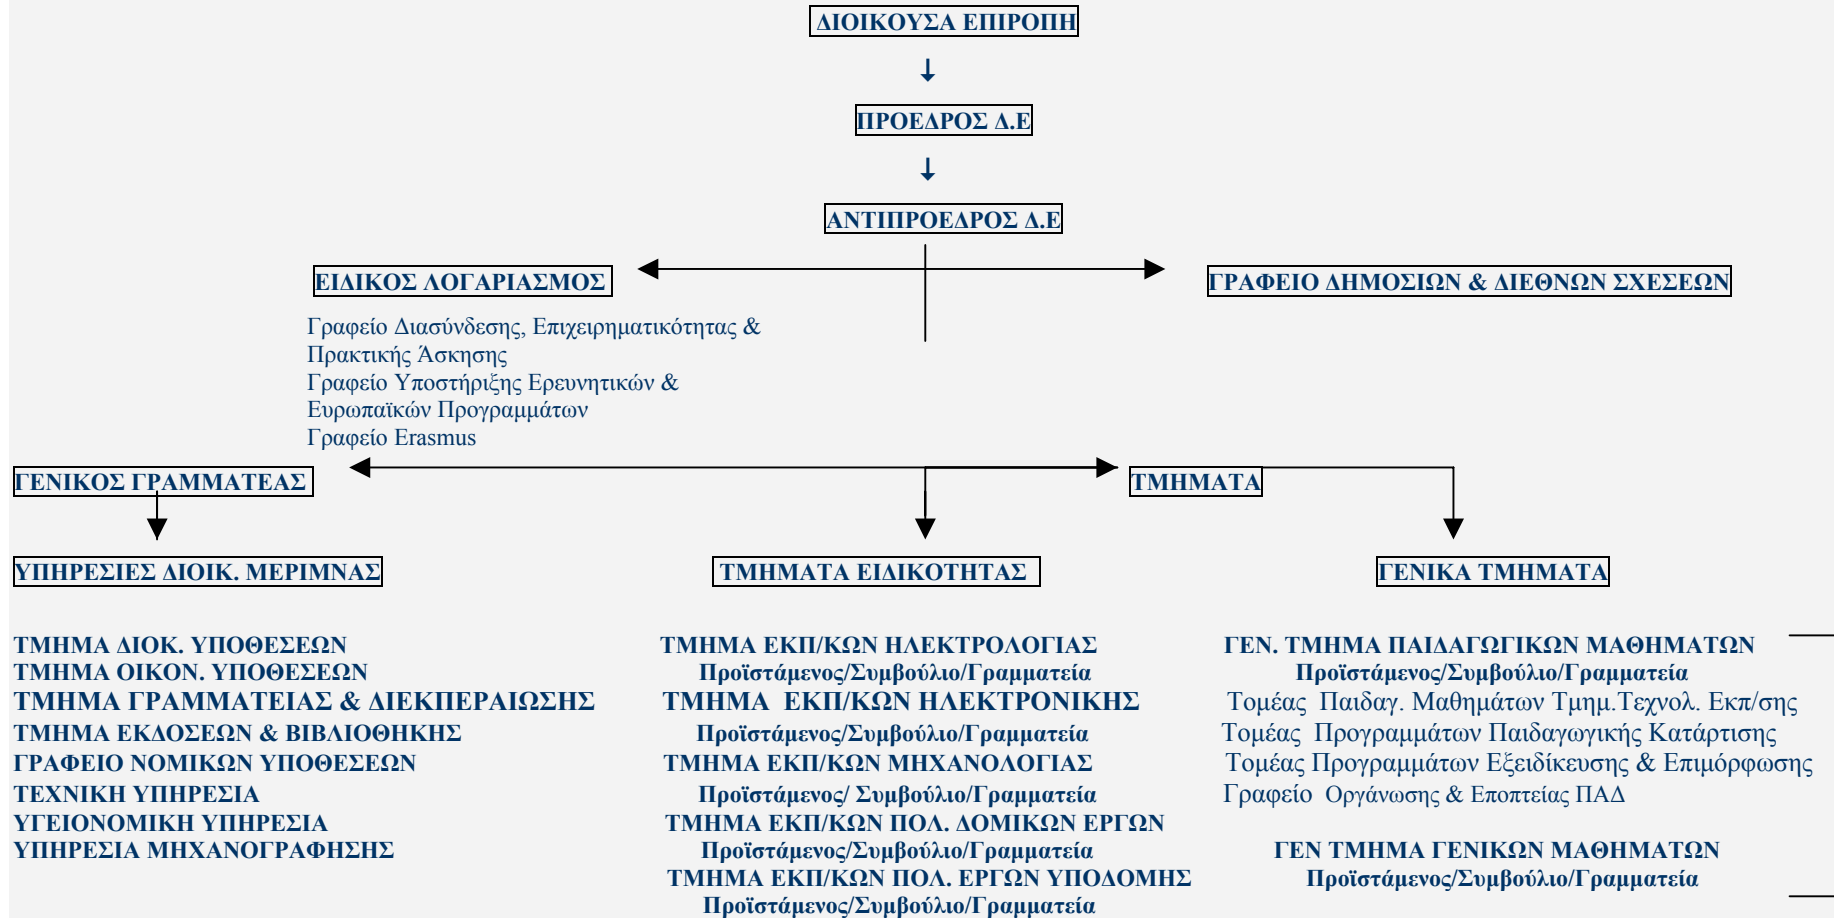 ΔΙΟΙΚΟΥΣΑ ΕΠΙΡΟΠΗ
ΠΡΟΕΔΡΟΣ Δ.Ε
ΑΝΤΙΠΡΟΕΔΡΟΣ Δ.Ε
ΕΙΔΙΚΟΣ ΛΟΓΑΡΙΑΣΜΟΣ
ΓΡΑΦΕΙΟ ΔΗΜΟΣΙΩΝ & ΔΙΕΘΝΩΝ ΣΧΕΣΕΩΝ
Γραφείο Διασύνδεσης, Επιχειρηματικότητας &
Πρακτικής Άσκησης
Γραφείο Υποστήριξης Ερευνητικών &
Ευρωπαϊκών Προγραμμάτων
Γραφείο Erasmus
ΓΕΝΙΚΟΣ ΓΡΑΜΜΑΤΕΑΣ
ΤΜΗΜΑΤΑ
ΥΠΗΡΕΣΙΕΣ ΔΙΟΙΚ. ΜΕΡΙΜΝΑΣ
ΤΜΗΜΑΤΑ ΕΙΔΙΚΟΤΗΤΑΣ
ΓΕΝΙΚΑ ΤΜΗΜΑΤΑ
ΤΜΗΜΑ ΔΙΟΚ. ΥΠΟΘΕΣΕΩΝ
ΤΜΗΜΑ ΟΙΚΟΝ. ΥΠΟΘΕΣΕΩΝ
ΤΜΗΜΑ ΓΡΑΜΜΑΤΕΙΑΣ & ΔΙΕΚΠΕΡΑΙΩΣΗΣ
ΤΜΗΜΑ ΕΚΔΟΣΕΩΝ & ΒΙΒΛΙΟΘΗΚΗΣ
ΓΡΑΦΕΙΟ ΝΟΜΙΚΩΝ ΥΠΟΘΕΣΕΩΝ
ΤΕΧΝΙΚΗ ΥΠΗΡΕΣΙΑ
ΥΓΕΙΟΝΟΜΙΚΗ ΥΠΗΡΕΣΙΑ
ΥΠΗΡΕΣΙΑ ΜΗΧΑΝΟΓΡΑΦΗΣΗΣ
ΤΜΗΜΑ ΕΚΠ/ΚΩΝ ΗΛΕΚΤΡΟΛΟΓΙΑΣ
Προϊστάμενος/Συμβούλιο/Γραμματεία
ΤΜΗΜΑ ΕΚΠ/ΚΩΝ ΗΛΕΚΤΡΟΝΙΚΗΣ
Προϊστάμενος/Συμβούλιο/Γραμματεία
ΤΜΗΜΑ ΕΚΠ/ΚΩΝ ΜΗΧΑΝΟΛΟΓΙΑΣ
Προϊστάμενος/ Συμβούλιο/Γραμματεία
ΤΜΗΜΑ ΕΚΠ/ΚΩΝ ΠΟΛ. ΔΟΜΙΚΩΝ ΕΡΓΩΝ
Προϊστάμενος/Συμβούλιο/Γραμματεία
ΤΜΗΜΑ ΕΚΠ/ΚΩΝ ΠΟΛ. ΕΡΓΩΝ ΥΠΟΔΟΜΗΣ
Προϊστάμενος/Συμβούλιο/Γραμματεία
ΓΕΝ. ΤΜΗΜΑ ΠΑΙΔΑΓΩΓΙΚΩΝ ΜΑΘΗΜΑΤΩΝ
Προϊστάμενος/Συμβούλιο/Γραμματεία
Τομέας Παιδαγ. Μαθημάτων Τμημ.Τεχνολ. Εκπ/σης
Τομέας Προγραμμάτων Παιδαγωγικής Κατάρτισης
Τομέας Προγραμμάτων Εξειδίκευσης & Επιμόρφωσης
Γραφείο Οργάνωσης & Εποπτείας ΠΑΔ
ΓΕΝ ΤΜΗΜΑ ΓΕΝΙΚΩΝ ΜΑΘΗΜΑΤΩΝ
Προϊστάμενος/Συμβούλιο/Γραμματεία